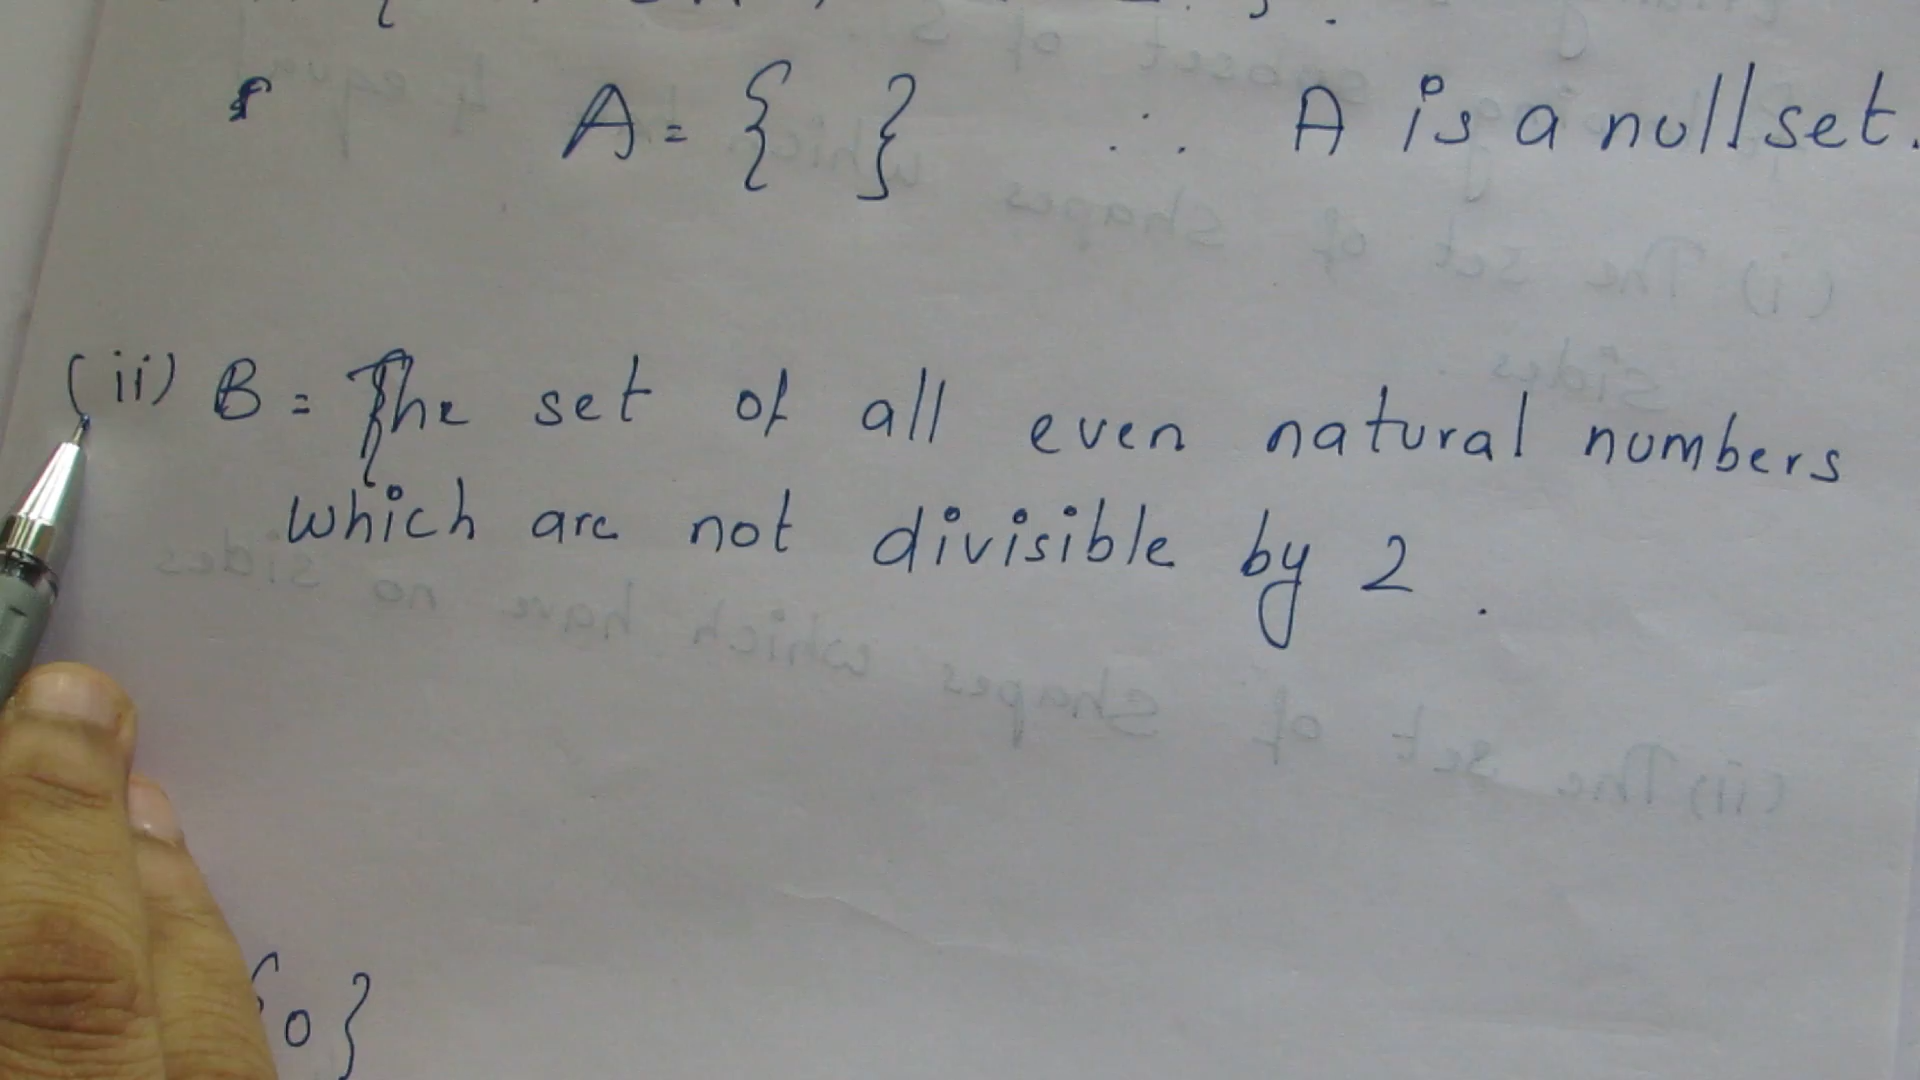 A = { } ∴ A is a null set.
(ii) B = The set of all even natural numbers
which are not divisible by 2 .
{0}